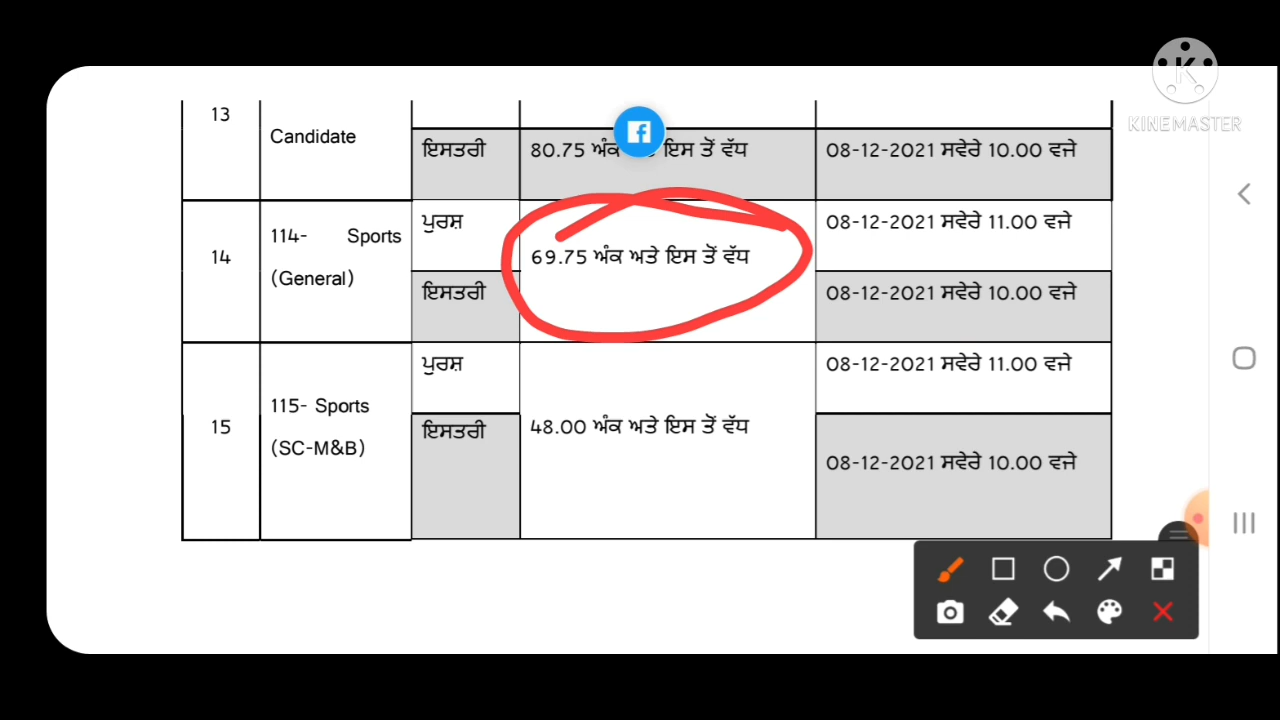 KINEMASTER
13
Candidate
ਇਸਤਰੀ
80.75 ਅੰਕ ਇਸ ਤੋਂ ਵੱਧ
08-12-2021 ਸਵੇਰੇ 10.00 ਵਜੇ
14
114- Sports
(General)
ਪੁਰਸ਼
ਇਸਤਰੀ
69.75 ਅੰਕ ਅਤੇ ਇਸ ਤੋਂ ਵੱਧ
08-12-2021 ਸਵੇਰੇ 11.00 ਵਜੇ
08-12-2021 ਸਵੇਰੇ 10.00 ਵਜੇ
15
115- Sports
(SC-M&B)
ਪੁਰਸ਼
ਇਸਤਰੀ
48.00 ਅੰਕ ਅਤੇ ਇਸ ਤੋਂ ਵੱਧ
08-12-2021 ਸਵੇਰੇ 11.00 ਵਜੇ
08-12-2021 ਸਵੇਰੇ 10.00 ਵਜੇ